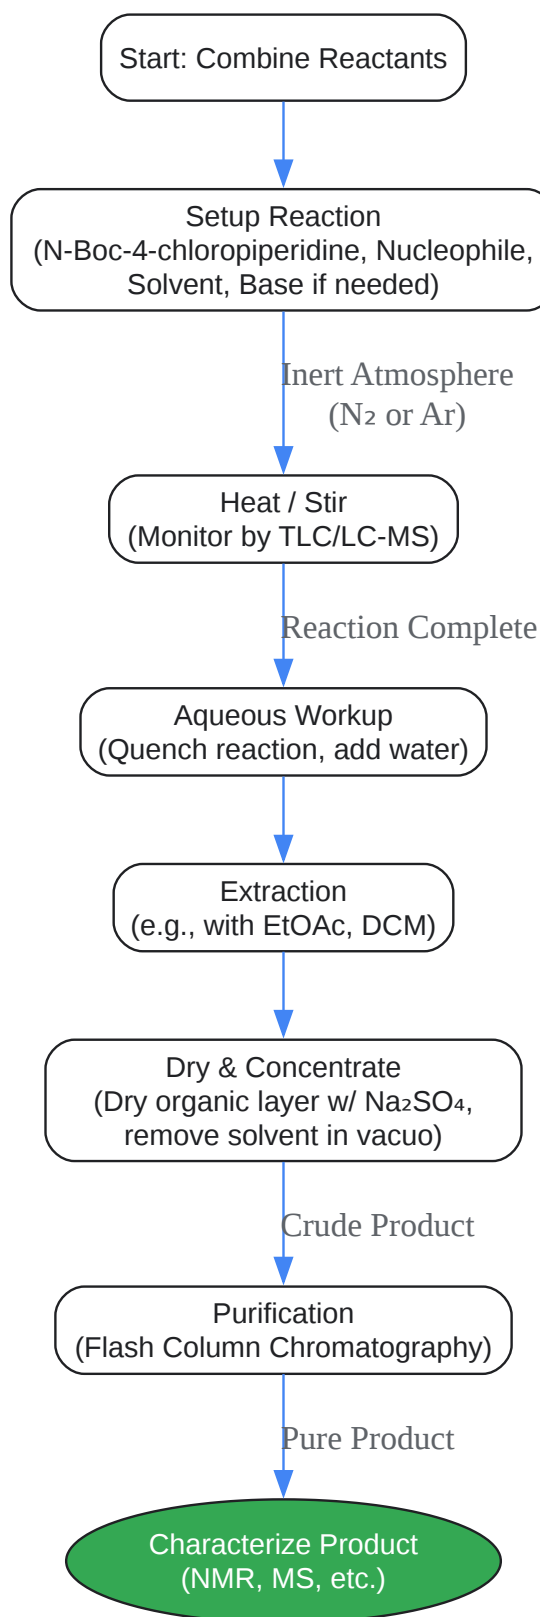 Start: Combine Reactants
Setup Reaction
(N-Boc-4-chloropiperidine, Nucleophile,
Solvent, Base if needed)
Inert Atmosphere
(N₂ or Ar)
Heat / Stir
(Monitor by TLC/LC-MS)
Reaction Complete
Aqueous Workup
(Quench reaction, add water)
Extraction
(e.g., with EtOAc, DCM)
Dry & Concentrate
(Dry organic layer w/ Na₂SO₄,
remove solvent in vacuo)
Crude Product
Purification
(Flash Column Chromatography)
Pure Product
Characterize Product
(NMR, MS, etc.)